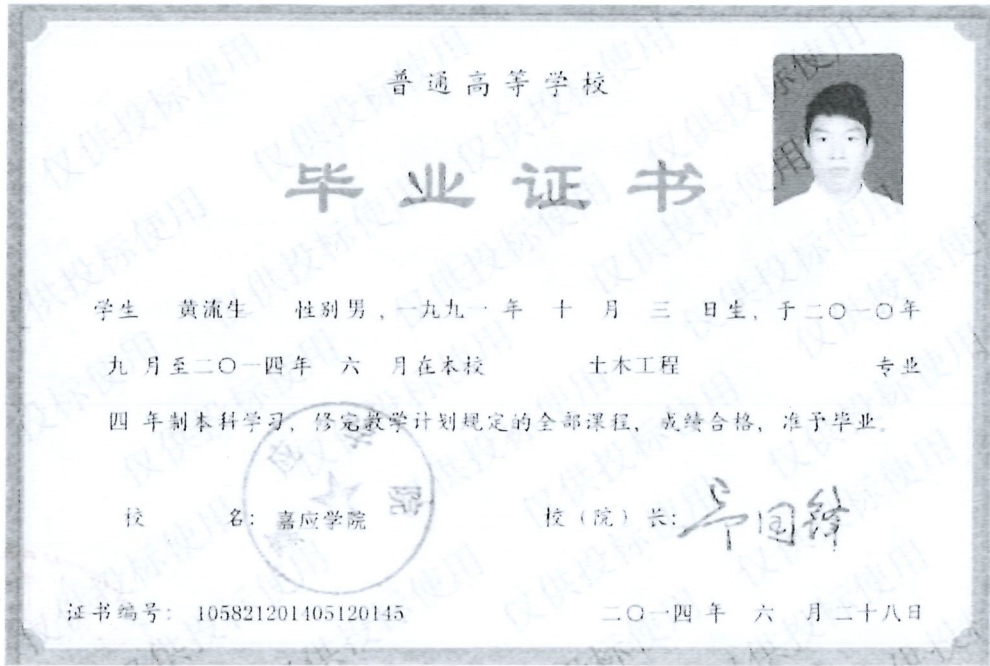 普通高等学校
毕业证书
学生 黄流生 性别男，一九九一年 十 月 三 日生，于二〇一〇年
九 月至二〇一四年 六 月在本校 土木工程 专业
四 年制本科学习，修完教学计划规定的全部课程，成绩合格，准予毕业。
校 名：嘉应学院 校（院）长：
证书编号：105821201405120145 二〇一四 年 六 月二十八日
仅供投标使用